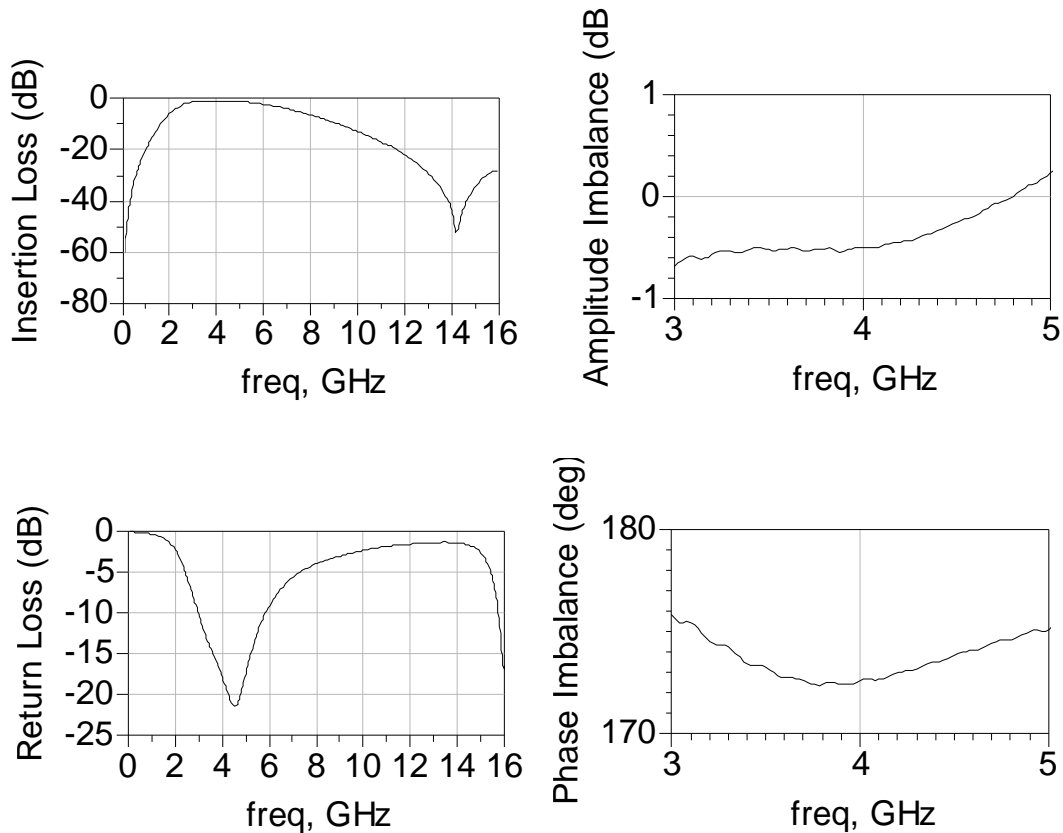 Insertion Loss (dB)
0
-20
-40
-60
-80
0 2 4 6 8 10 12 14 16
freq, GHz
Amplitude Imbalance (dB
1
0
-1
3 4 5
freq, GHz
Return Loss (dB)
0
-5
-10
-15
-20
-25
0 2 4 6 8 10 12 14 16
freq, GHz
Phase Imbalance (deg)
180
170
3 4 5
freq, GHz